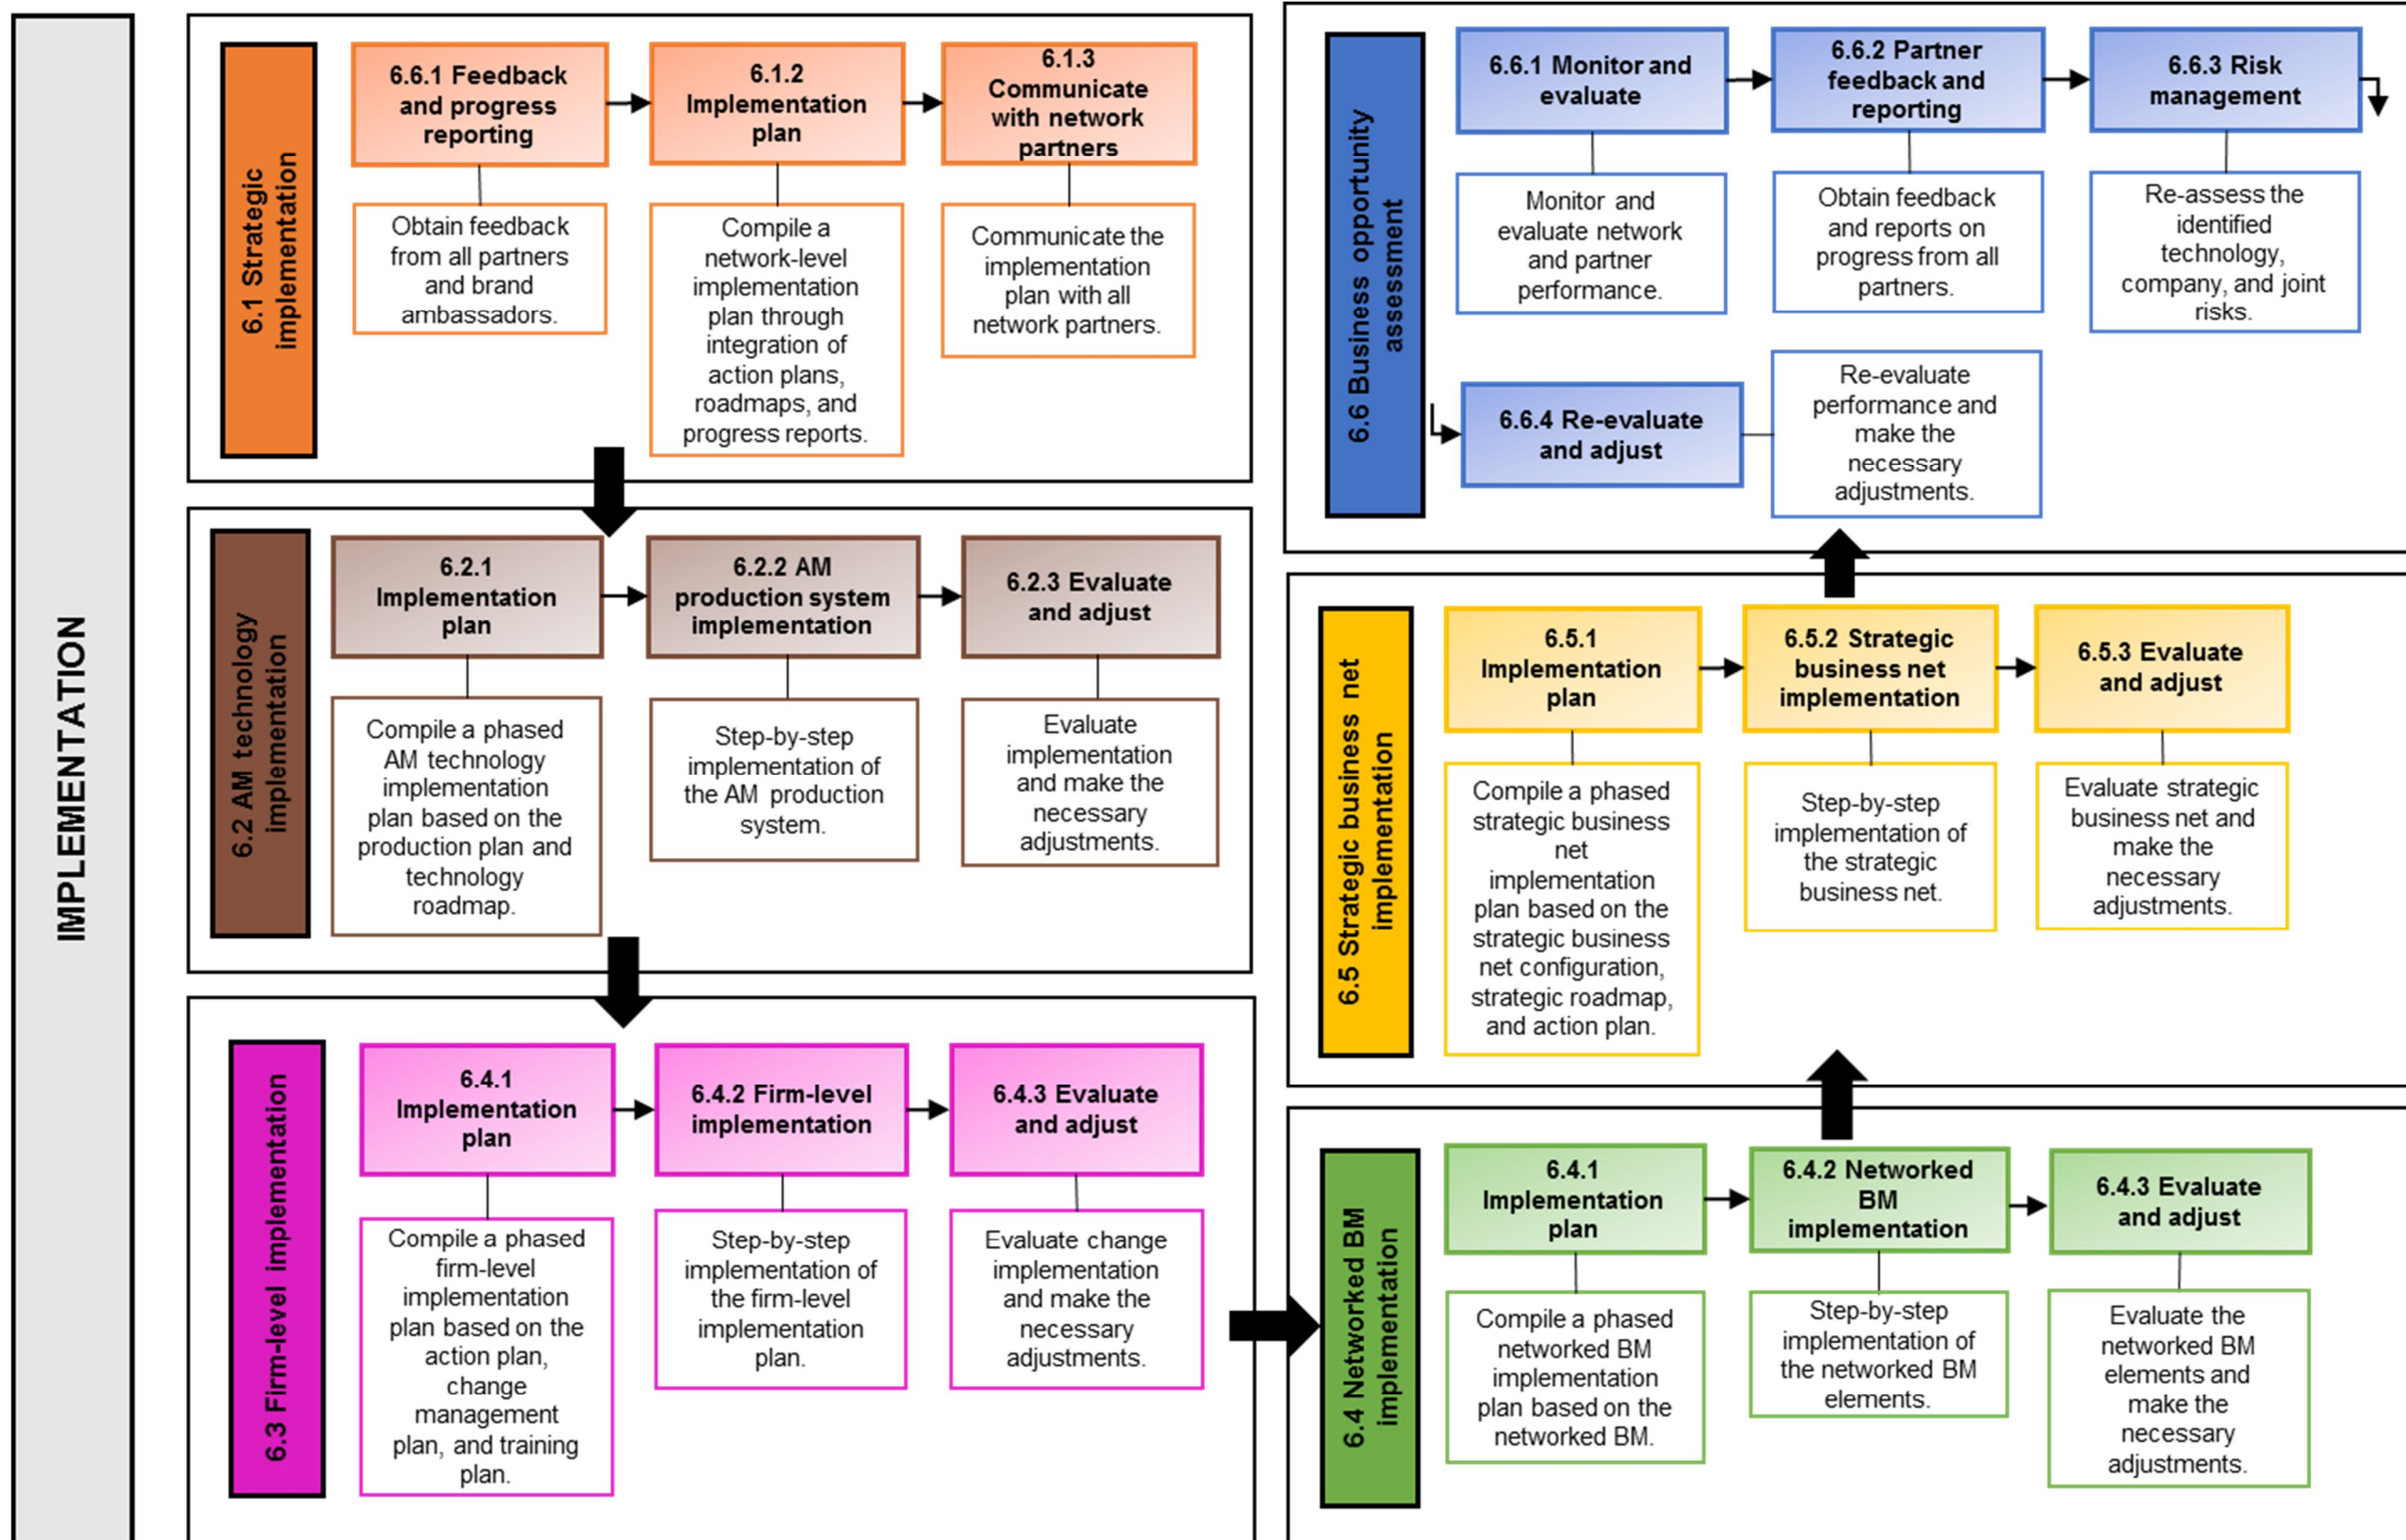 IMPLEMENTATION
6.1 Strategic
implementation
6.6.1 Feedback
and progress
reporting
6.1.2
Implementation
plan
6.1.3
Communicate
with network
partners
Obtain feedback
from all partners
and brand
ambassadors.
Compile a
network-level
implementation
plan through
integration of
action plans,
roadmaps, and
progress reports.
Communicate the
implementation
plan with all
network partners.
6.2 AM technology
implementation
6.2.1
Implementation
plan
6.2.2 AM
production system
implementation
6.2.3 Evaluate
and adjust
Compile a phased
AM technology
implementation
plan based on the
production plan and
technology
roadmap.
Step-by-step
implementation of
the AM production
system.
Evaluate
implementation
and make the
necessary
adjustments.
6.3 Firm-level implementation
6.4.1
Implementation
plan
6.4.2 Firm-level
implementation
6.4.3 Evaluate
and adjust
Compile a phased
firm-level
implementation
plan based on the
action plan,
change
management
plan, and training
plan.
Step-by-step
implementation of
the firm-level
implementation
plan.
Evaluate change
implementation
and make the
necessary
adjustments.
6.4 Networked BM
implementation
6.4.1
Implementation
plan
6.4.2 Networked
BM
implementation
6.4.3 Evaluate
and adjust
Compile a phased
networked BM
implementation
plan based on the
networked BM.
Step-by-step
implementation of
the networked BM
elements.
Evaluate the
networked BM
elements and
make the
necessary
adjustments.
6.5 Strategic business net
implementation
6.5.1
Implementation
plan
6.5.2 Strategic
business net
implementation
6.5.3 Evaluate
and adjust
Compile a phased
strategic business
net
implementation
plan based on the
strategic business
net configuration,
strategic roadmap,
and action plan.
Step-by-step
implementation of
the strategic
business net.
Evaluate strategic
business net and
make the
necessary
adjustments.
6.6 Business opportunity
assessment
6.6.1 Monitor and
evaluate
6.6.2 Partner
feedback and
reporting
6.6.3 Risk
management
Monitor and
evaluate network
and partner
performance.
Obtain feedback
and reports on
progress from all
partners.
Re-assess the
identified
technology,
company, and joint
risks.
6.6.4 Re-evaluate
and adjust
Re-evaluate
performance and
make the
necessary
adjustments.